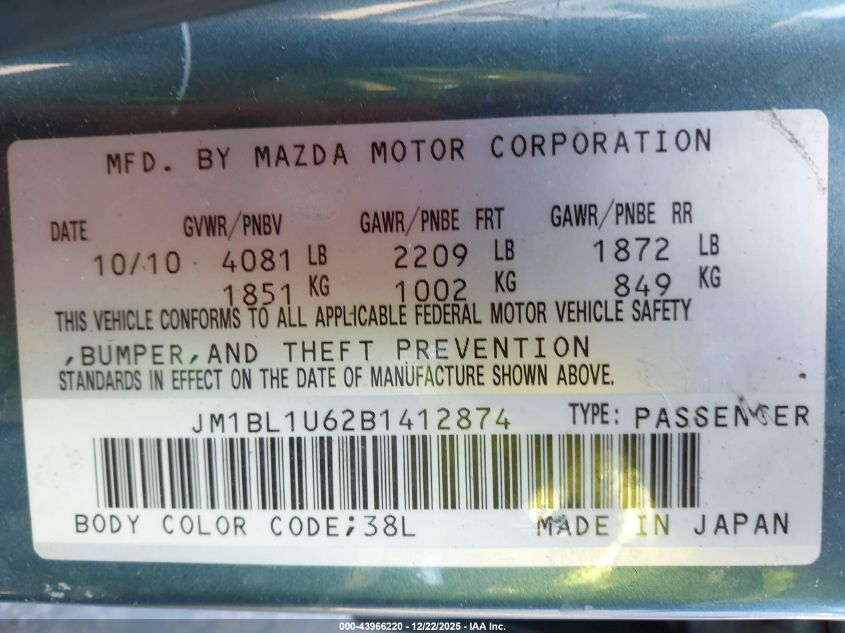 MFD. BY MAZDA MOTOR CORPORATION
DATE GVWR/PNBV GAWR/PNBE FRT GAWR/PNBE RR
10/10 4081 LB 2209 LB 1872 LB
1851 KG 1002 KG 849 KG
THIS VEHICLE CONFORMS TO ALL APPLICABLE FEDERAL MOTOR VEHICLE SAFETY
,BUMPER,AND THEFT PREVENTION
STANDARDS IN EFFECT ON THE DATE OF MANUFACTURE SHOWN ABOVE.
JM1BL1U62B1412874 TYPE: PASSENGER
BODY COLOR CODE;38L MADE IN JAPAN
000-43966220 - 12/22/2025 - IAA Inc.